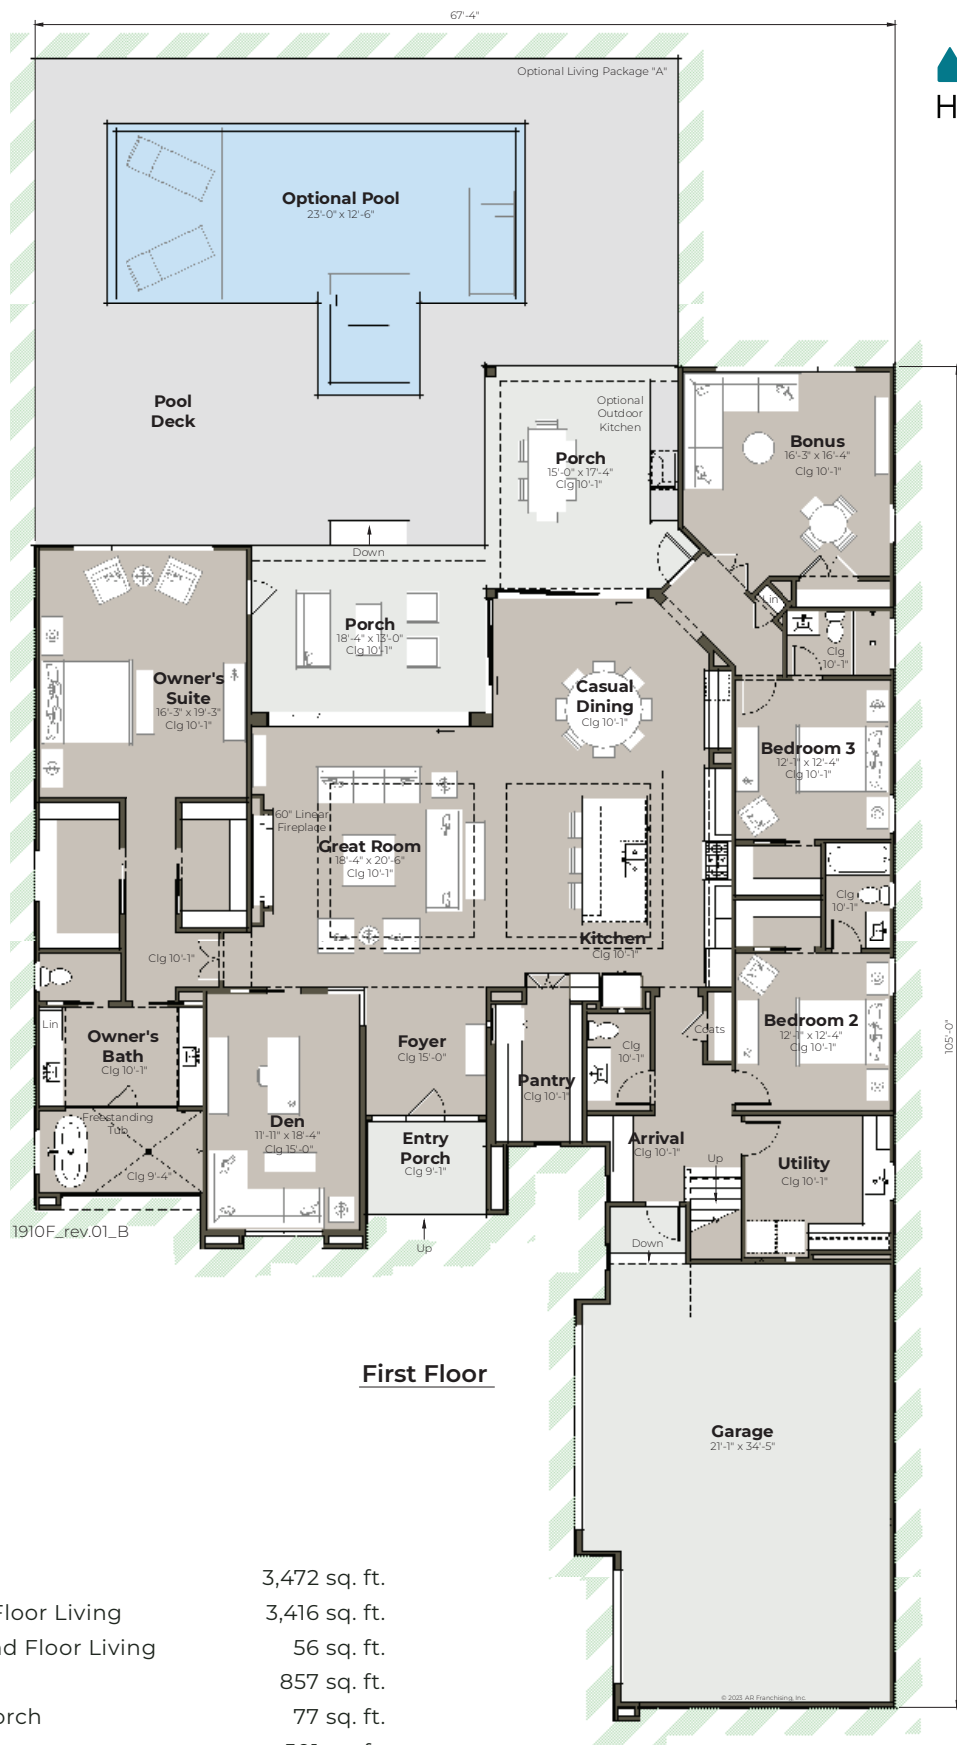 67'-4"
Optional Living Package "A"
H
Optional Pool
23'-0" x 12'-6"
Pool
Deck
Optional
Outdoor
Kitchen
Porch
15'-0" x 17'-4"
Clg 10'-1"
Bonus
16'-3" x 16'-4"
Clg 10'-1"
Down
Lin
Porch
18'-4" x 13'-0"
Clg 10'-1"
Clg
10'-1"
Owner's
Suite
16'-3" x 19'-3"
Clg 10'-1"
Casual
Dining
Clg 10'-1"
Bedroom 3
12'-1" x 12'-4"
Clg 10'-1"
60" Linear
Fireplace
Great Room
18'-4" x 20'-6"
Clg 10'-1"
Clg
10'-1"
Kitchen
Clg 10'-1"
Clg 10'-1"
Lin
Owner's
Bath
Clg 10'-1"
Foyer
Clg 15'-0"
Coats
Clg
10'-1"
Bedroom 2
12'-1" x 12'-4"
Clg 10'-1"
105'-0"
Pantry
Clg 10'-1"
Freestanding
Tub
Clg 9'-4"
Den
11'-11" x 18'-4"
Clg 15'-0"
Entry
Porch
Clg 9'-1"
Arrival
Clg 10'-1"
Up
Utility
Clg 10'-1"
1910F_rev.01_B
Up
Down
First Floor
Garage
21'-1" x 34'-5"
3,472 sq. ft.
Floor Living 3,416 sq. ft.
d Floor Living 56 sq. ft.
857 sq. ft.
orch 77 sq. ft.
© 2023 AR Franchising, Inc.